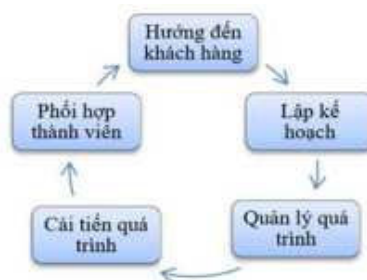 Hướng đến
khách hàng
Lập kế
hoạch
Quản lý quá
trình
Cải tiến quá
trình
Phối hợp
thành viên